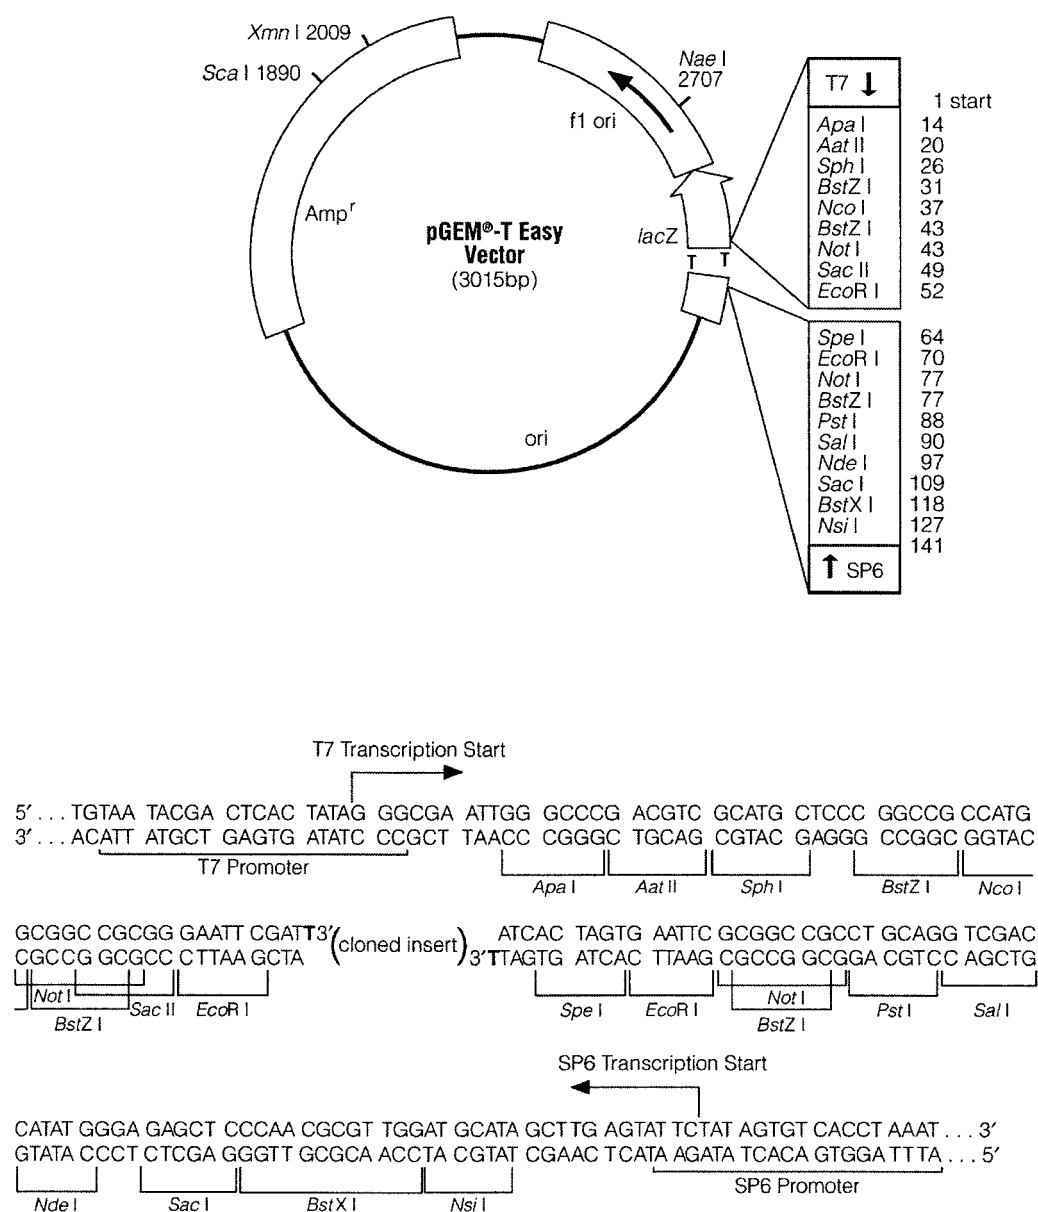 Xmn I 2009
Sca I 1890
Nae I
2707
f1 ori
Ampʳ
pGEM®-T Easy
Vector
(3015bp)
lacZ
T T
ori
T7 ↓
1 start
Apa I 14
Aat II 20
Sph I 26
BstZ I 31
Nco I 37
BstZ I 43
Not I 43
Sac II 49
EcoR I 52
Spe I 64
EcoR I 70
Not I 77
BstZ I 77
Pst I 88
Sal I 90
Nde I 97
Sac I 109
BstX I 118
Nsi I 127
141
↑ SP6
T7 Transcription Start
5′ . . . TGTAA TACGA CTCAC TATAG GGCGA ATTGG GCCCG ACGTC GCATG CTCCC GGCCG CCATG
3′ . . . ACATT ATGCT GAGTG ATATC CCGCT TAACC CGGGC TGCAG CGTAC GAGGG CCGGC GGTAC
T7 Promoter
Apa I Aat II Sph I BstZ I Nco I
GCGGC CGCGG GAATT CGATT3′ (cloned insert) ATCAC TAGTG AATTC GCGGC CGCCT GCAGG TCGAC
CGCCG GCGCC CTTAA GCTA 3′TTAGTG ATCAC TTAAG CGCCG GCGGA CGTCC AGCTG
Not I
Sac II EcoR I Spe I EcoR I Not I Pst I Sal I
BstZ I BstZ I
SP6 Transcription Start
CATAT GGGA GAGCT CCCAA CGCGT TGGAT GCATA GCTTG AGTAT TCTAT AGTGT CACCT AAAT . . . 3′
GTATA CCCT CTCGAG GGTT GCGCA ACCTA CGTAT CGAACT CATA AGATA TCACA GTGGA TTTA . . . 5′
Nde I Sac I BstX I Nsi I
SP6 Promoter